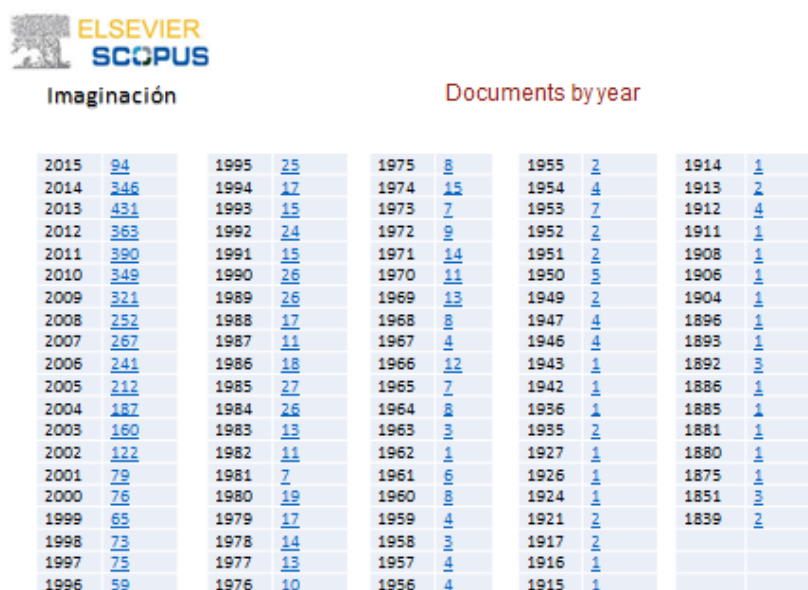 ELSEVIER
SCOPUS
Imaginación Documents by year
2015 94 1995 25 1975 8 1955 2 1914 1
2014 346 1994 17 1974 15 1954 4 1913 2
2013 431 1993 15 1973 7 1953 7 1912 4
2012 363 1992 24 1972 9 1952 2 1911 1
2011 390 1991 15 1971 14 1951 2 1908 1
2010 349 1990 26 1970 11 1950 5 1906 1
2009 321 1989 26 1969 13 1949 2 1904 1
2008 252 1988 17 1968 8 1947 4 1896 1
2007 267 1987 11 1967 4 1946 4 1893 1
2006 241 1986 18 1966 12 1943 1 1892 3
2005 212 1985 27 1965 7 1942 1 1886 1
2004 187 1984 26 1964 8 1936 1 1885 1
2003 160 1983 13 1963 3 1935 2 1881 1
2002 122 1982 11 1962 1 1927 1 1880 1
2001 79 1981 7 1961 6 1926 1 1875 1
2000 76 1980 19 1960 8 1924 1 1851 3
1999 65 1979 17 1959 4 1921 2 1839 2
1998 73 1978 14 1958 3 1917 2
1997 75 1977 13 1957 4 1916 1
1996 59 1976 10 1956 4 1915 1